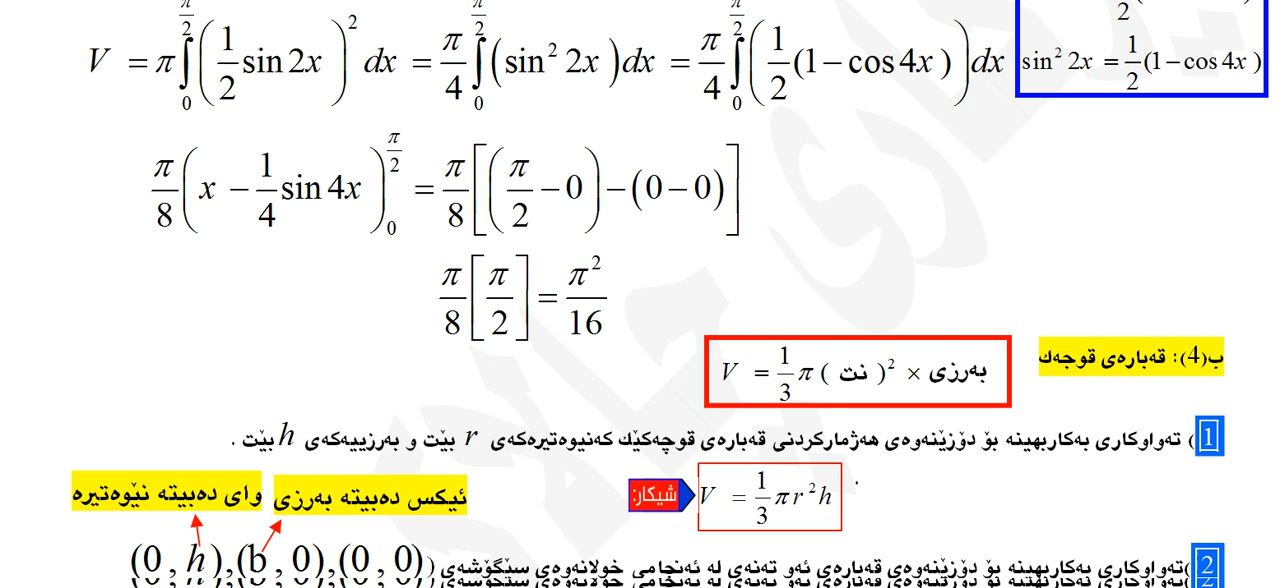 V = π∫₀^(π/2) (1/2 sin 2x)² dx = π/4 ∫₀^(π/2) (sin² 2x) dx = π/4 ∫₀^(π/2) (1/2 (1 − cos 4x)) dx
sin² 2x = 1/2 (1 − cos 4x)
π/8 (x − 1/4 sin 4x)₀^(π/2) = π/8 [(π/2 − 0) − (0 − 0)]
π/8 [π/2] = π²/16
ب(4): قەبارەی قوچەک
V = 1/3 π ( نت )² × بەرزی
1) تەواوکاری بەکاربهێنە بۆ دۆزینەوەی هەژمارکردنی قەبارەی قوچەکێك کەنیوەتیرەکەی r بێت و بەرزییەکەی h بێت .
شیکار: V = 1/3 π r² h
ئیکس دەبیتە بەرزی وای دەبیتە نێوەتیرە
2) تەواوکاری بەکاربهێنە بۆ دۆزینەوەی قەبارەی ئەو تەنەی لە ئەنجامی خولانەوەی سێگۆشەی (0 , h),(b , 0),(0 , 0)